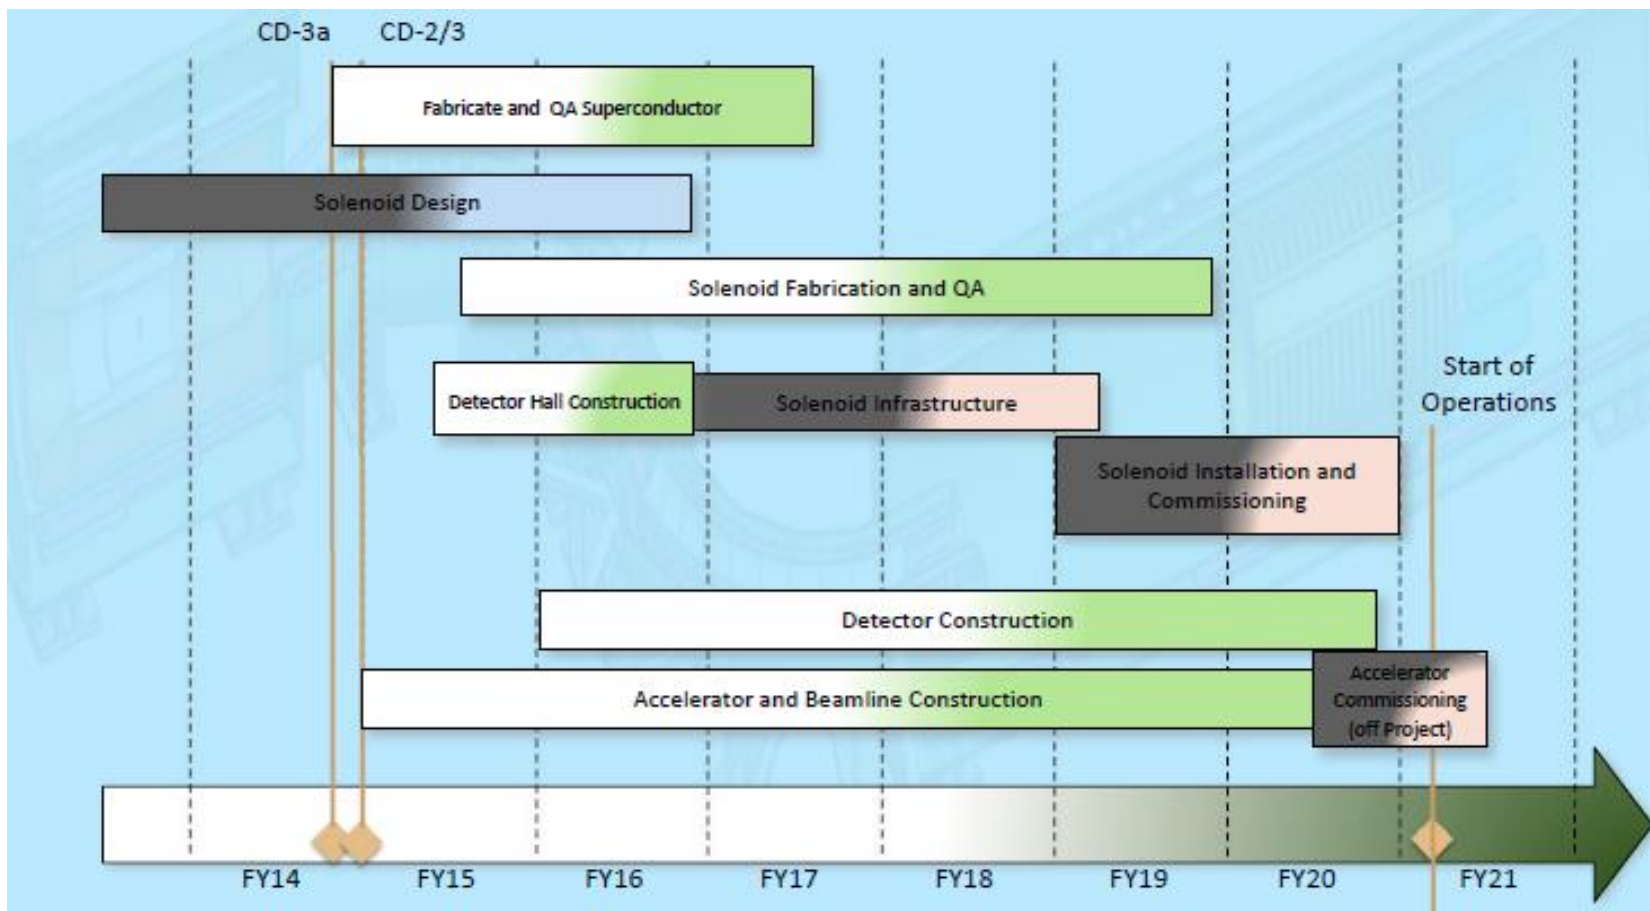 CD-3a
CD-2/3
Fabricate and QA Superconductor
Solenoid Design
Solenoid Fabrication and QA
Detector Hall Construction
Solenoid Infrastructure
Start of
Operations
Solenoid Installation and
Commissioning
Detector Construction
Accelerator and Beamline Construction
Accelerator
Commissioning
(off Project)
FY14
FY15
FY16
FY17
FY18
FY19
FY20
FY21